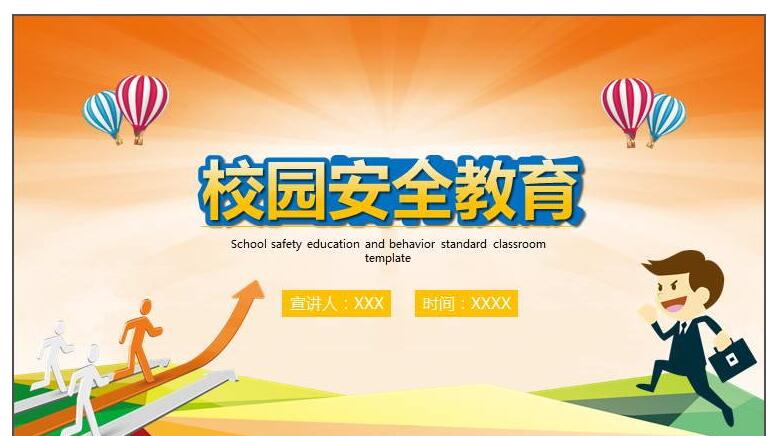 校园安全教育
School safety education and behavior standard classroom
template
宣讲人：XXX 时间：XXXX